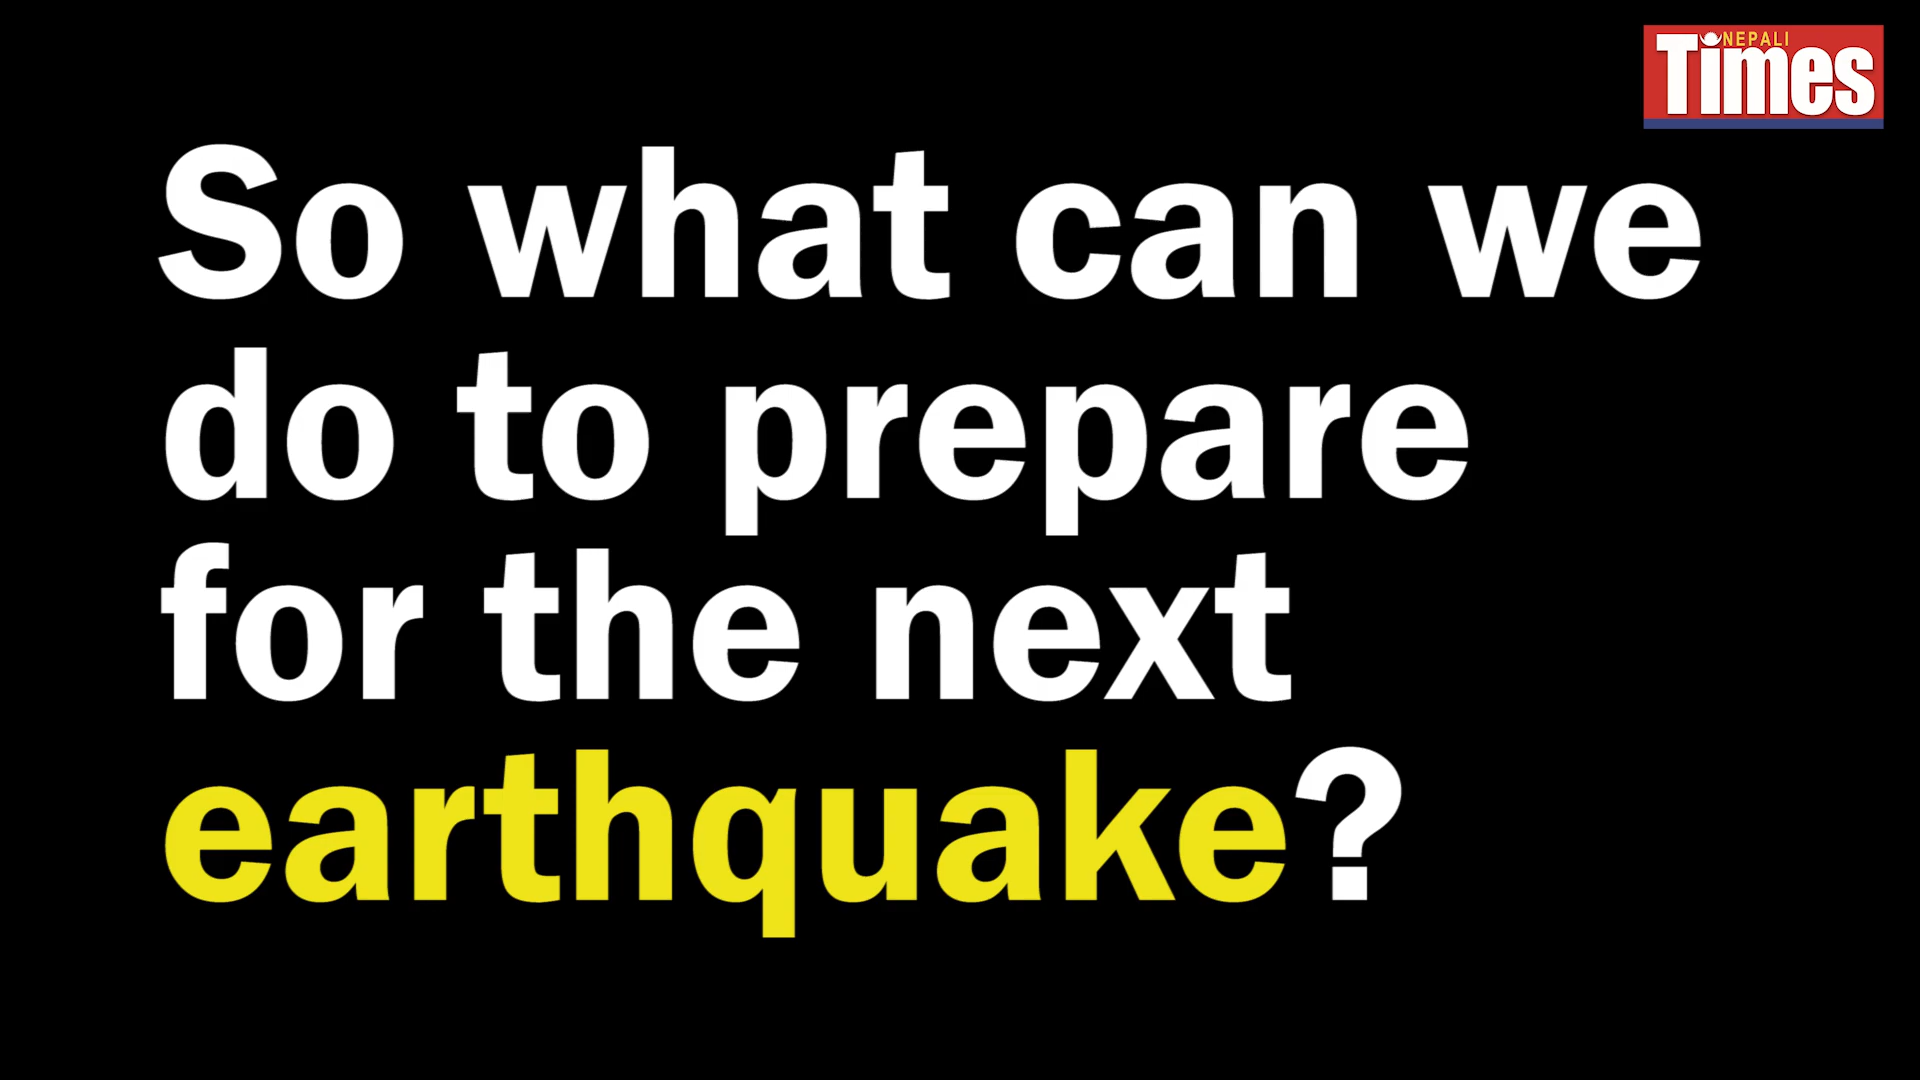 NEPALI
Times
So what can we
do to prepare
for the next
earthquake?